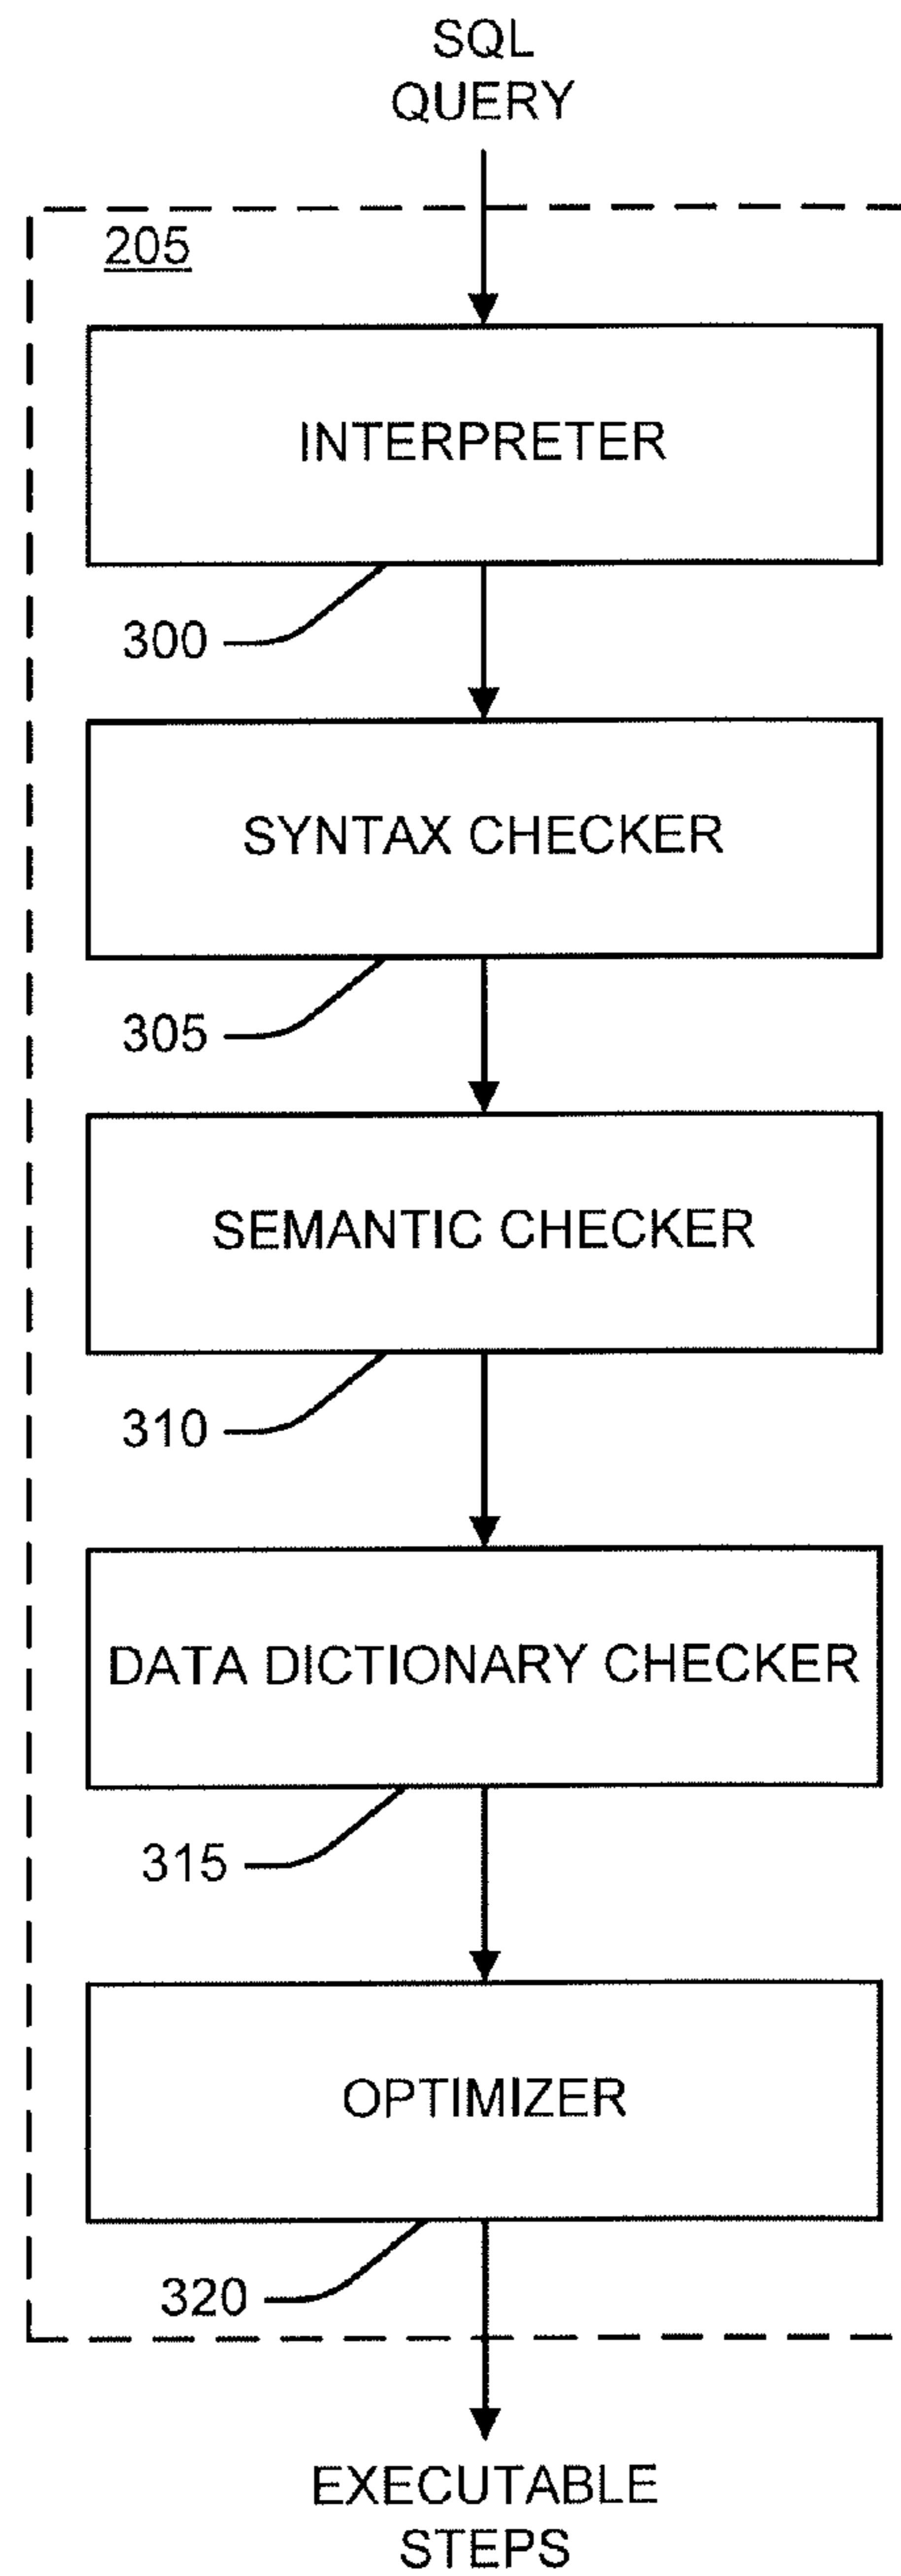 SQL
QUERY
205
INTERPRETER
300
SYNTAX CHECKER
305
SEMANTIC CHECKER
310
DATA DICTIONARY CHECKER
315
OPTIMIZER
320
EXECUTABLE
STEPS